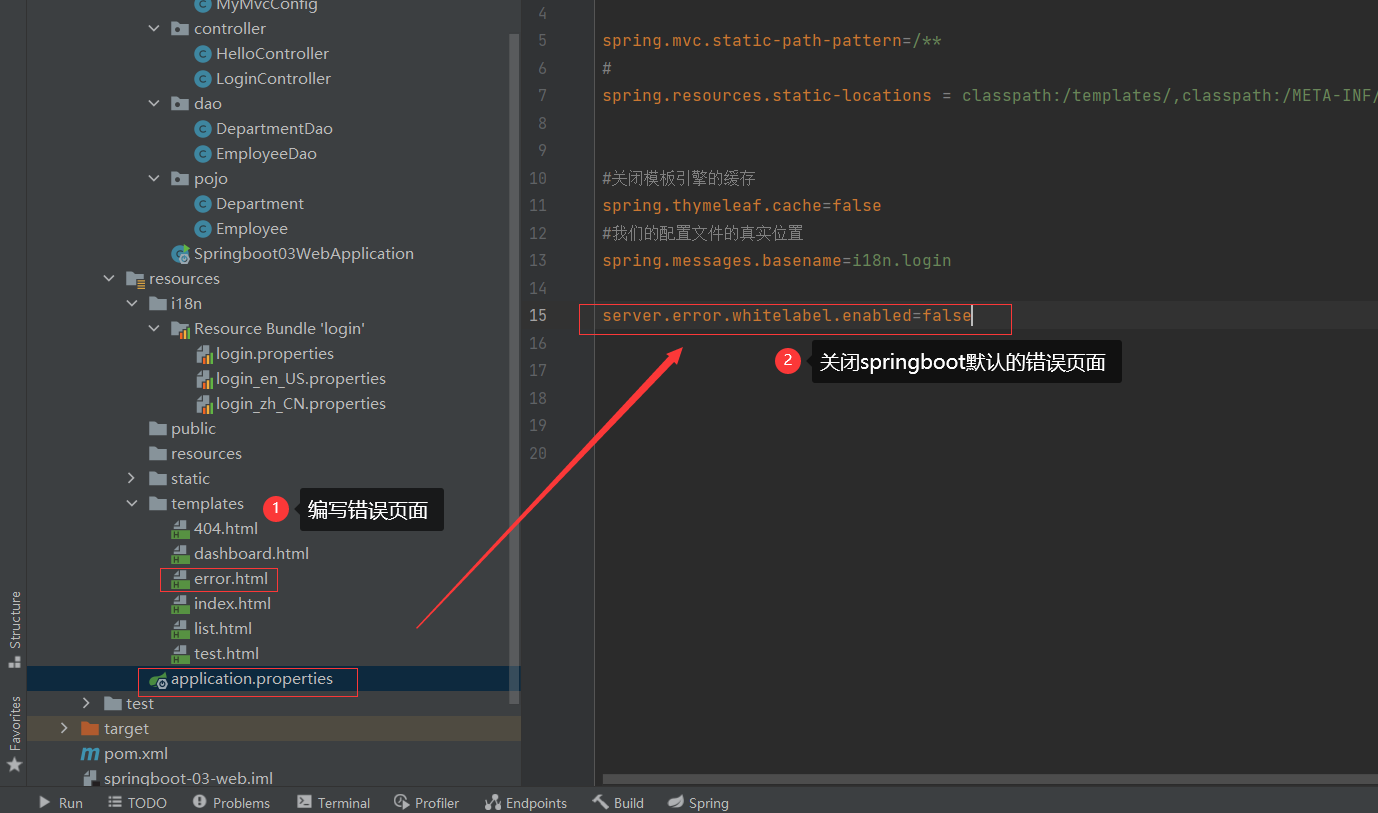 MyMvcConfig
controller
HelloController
LoginController
dao
DepartmentDao
EmployeeDao
pojo
Department
Employee
Springboot03WebApplication
resources
i18n
Resource Bundle 'login'
login.properties
login_en_US.properties
login_zh_CN.properties
public
resources
static
templates
1 编写错误页面
404.html
dashboard.html
error.html
index.html
list.html
test.html
application.properties
test
target
pom.xml
springboot-03-web.iml
Structure
Favorites
4
5 spring.mvc.static-path-pattern=/**
6 #
7 spring.resources.static-locations = classpath:/templates/,classpath:/META-INF/
8
9
10 #关闭模板引擎的缓存
11 spring.thymeleaf.cache=false
12 #我们的配置文件的真实位置
13 spring.messages.basename=i18n.login
14
15 server.error.whitelabel.enabled=false
16
2 关闭springboot默认的错误页面
17
18
19
20
Run TODO Problems Terminal Profiler Endpoints Build Spring